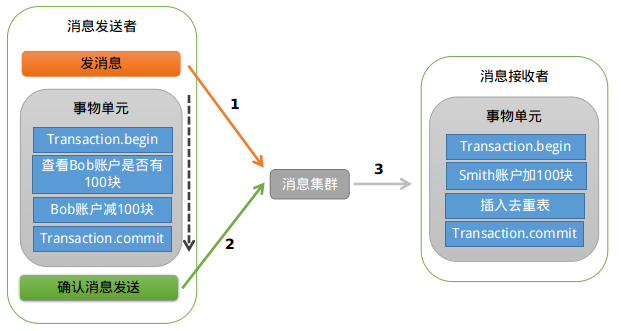 消息发送者
发消息
事物单元
Transaction.begin
查看Bob账户是否有
100块
Bob账户减100块
Transaction.commit
确认消息发送
1
2
消息集群
3
消息接收者
事物单元
Transaction.begin
Smith账户加100块
插入去重表
Transaction.commit